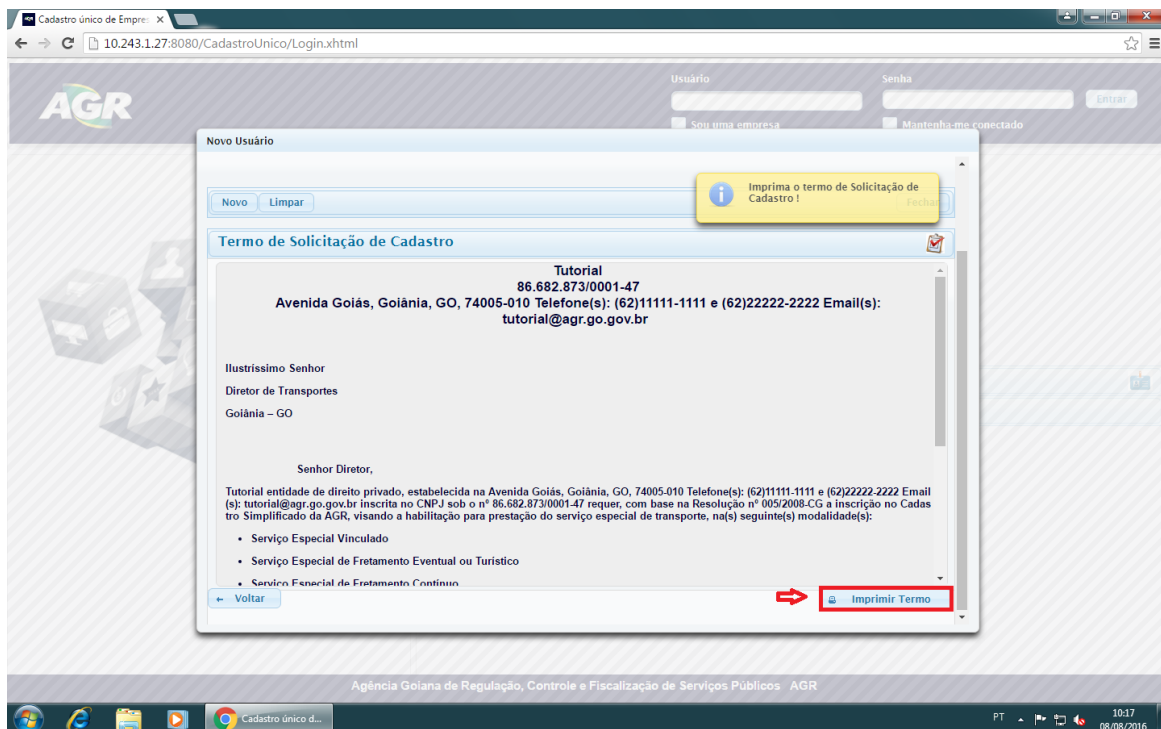 Cadastro único de Empre
10.243.1.27:8080/CadastroUnico/Login.xhtml
AGR
Usuário
Senha
Entrar
Sou uma empresa
Mantenha-me conectado
Novo Usuário
Imprima o termo de Solicitação de
Cadastro !
Novo
Limpar
Fechar
Termo de Solicitação de Cadastro
Tutorial
86.682.873/0001-47
Avenida Goiás, Goiânia, GO, 74005-010 Telefone(s): (62)11111-1111 e (62)22222-2222 Email(s):
tutorial@agr.go.gov.br
Ilustríssimo Senhor
Diretor de Transportes
Goiânia – GO
Senhor Diretor,
Tutorial entidade de direito privado, estabelecida na Avenida Goiás, Goiânia, GO, 74005-010 Telefone(s): (62)11111-1111 e (62)22222-2222 Email
(s): tutorial@agr.go.gov.br inscrita no CNPJ sob o nº 86.682.873/0001-47 requer, com base na Resolução nº 005/2008-CG a inscrição no Cadas
tro Simplificado da AGR, visando a habilitação para prestação do serviço especial de transporte, na(s) seguinte(s) modalidade(s):
• Serviço Especial Vinculado
• Serviço Especial de Fretamento Eventual ou Turístico
• Serviço Especial de Fretamento Contínuo
Voltar
Imprimir Termo
Agência Goiana de Regulação, Controle e Fiscalização de Serviços Públicos AGR
Cadastro único d...
PT
10:17
08/08/2016